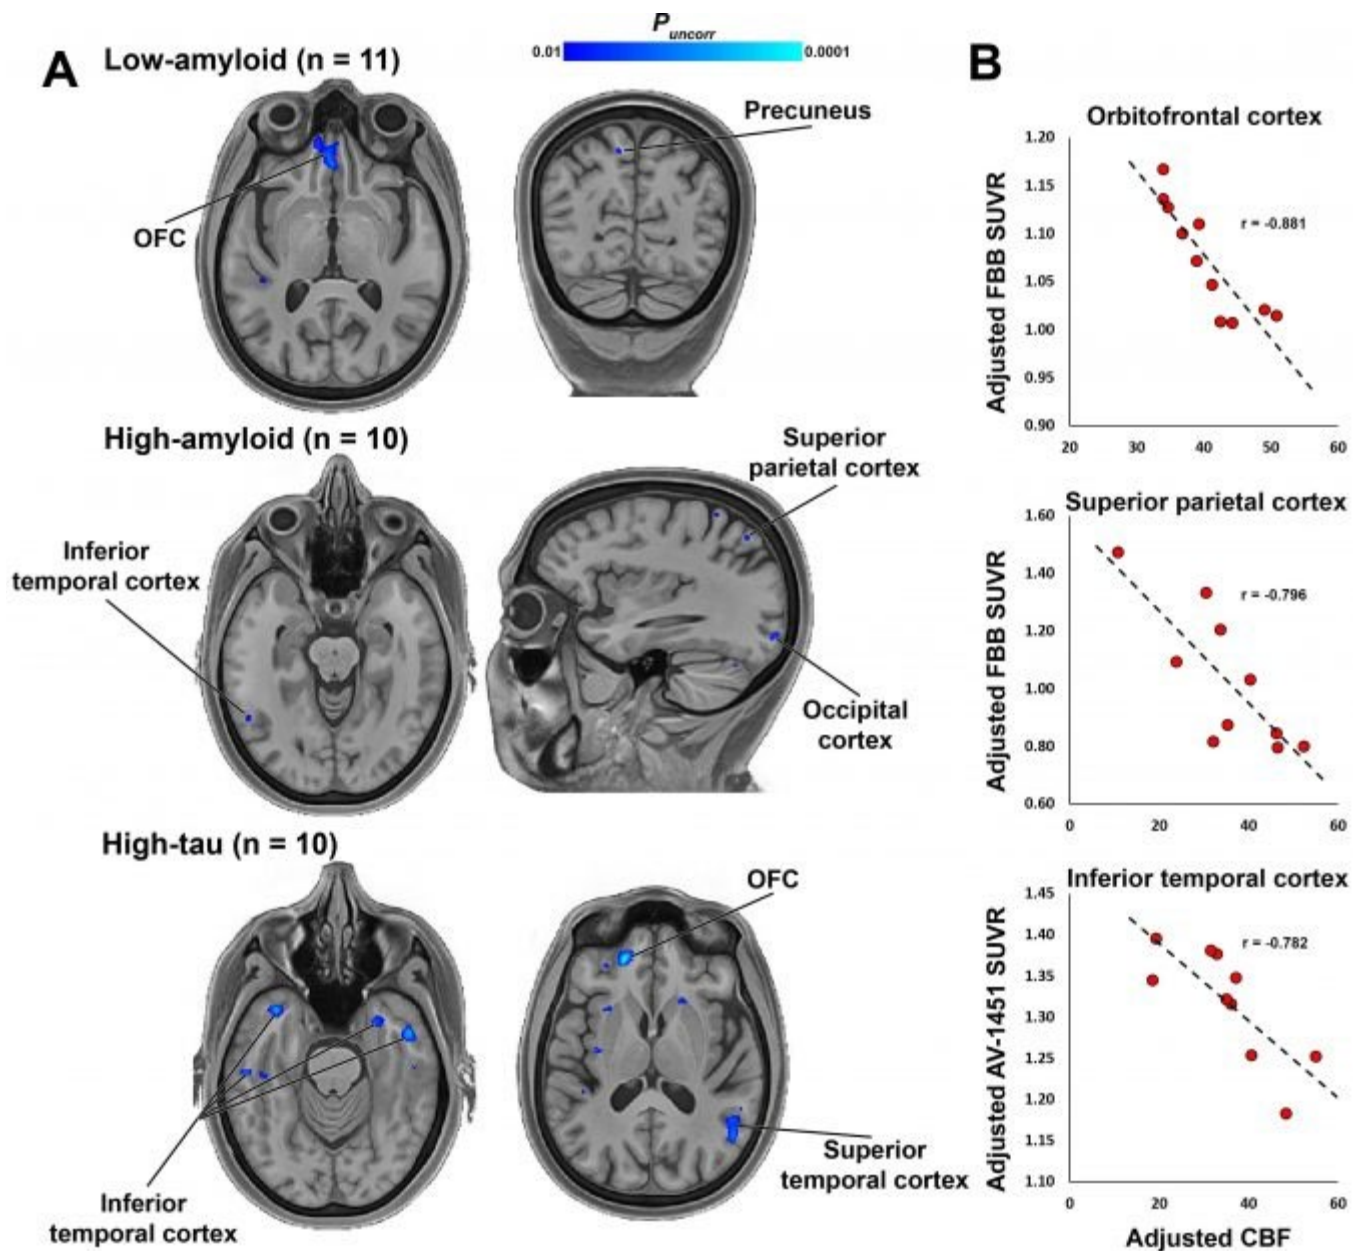 A
Low-amyloid (n = 11)
P uncorr
0.01
0.0001
Precuneus
OFC
High-amyloid (n = 10)
Superior
parietal cortex
Inferior
temporal cortex
Occipital
cortex
High-tau (n = 10)
OFC
Superior
temporal cortex
Inferior
temporal cortex
B
Orbitofrontal cortex
Adjusted FBB SUVR
1.20
1.15
1.10
1.05
1.00
0.95
0.90
r = -0.881
20 30 40 50 60
Superior parietal cortex
Adjusted FBB SUVR
1.60
1.40
1.20
1.00
0.80
0.60
r = -0.796
0 20 40 60
Inferior temporal cortex
Adjusted AV-1451 SUVR
1.45
1.40
1.35
1.30
1.25
1.20
1.15
1.10
r = -0.782
0 20 40 60
Adjusted CBF